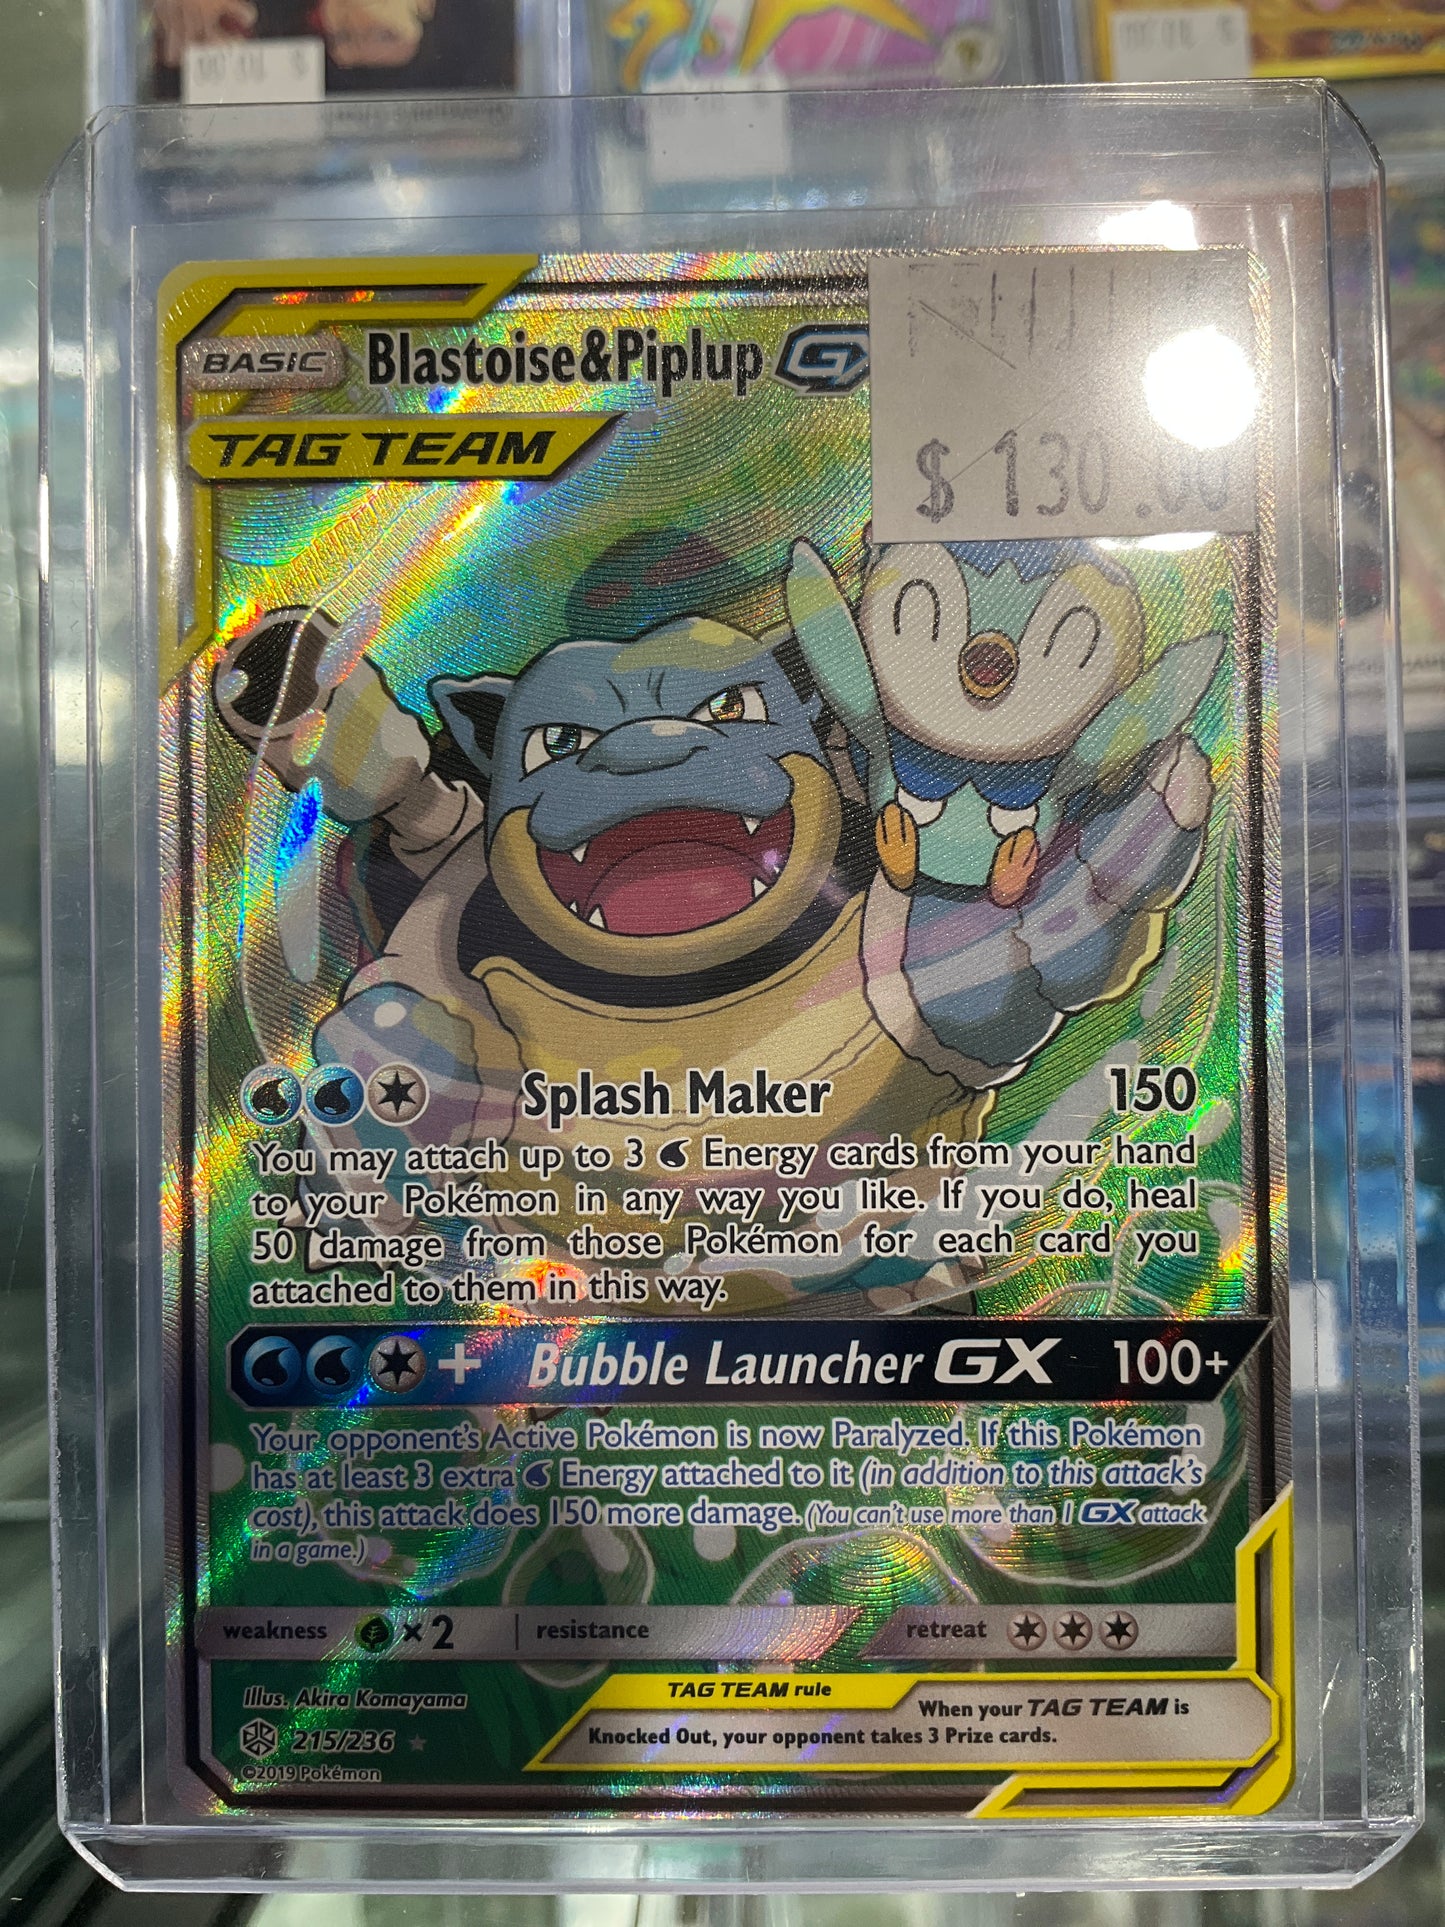 $ 10.00
$ 10.00
BASIC Blastoise&Piplup GX
$ 130.00
TAG TEAM
Splash Maker 150
You may attach up to 3 Energy cards from your hand
to your Pokémon in any way you like. If you do, heal
50 damage from those Pokémon for each card you
attached to them in this way.
+ Bubble Launcher GX 100+
Your opponent's Active Pokémon is now Paralyzed. If this Pokémon
has at least 3 extra Energy attached to it (in addition to this attack's
cost), this attack does 150 more damage. (You can't use more than 1 GX attack
in a game.)
weakness ×2 resistance retreat
Illus. Akira Komayama
TAG TEAM rule
When your TAG TEAM is
Knocked Out, your opponent takes 3 Prize cards.
215/236
©2019 Pokémon